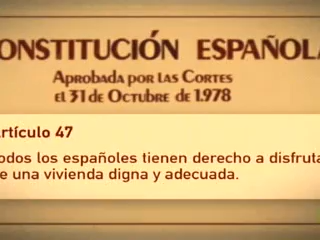 ONSTITUCIÓN ESPAÑOLA
APROBADA POR LAS CORTES
EL 31 DE OCTUBRE DE 1.978
rtículo 47
odos los españoles tienen derecho a disfruta
e una vivienda digna y adecuada.